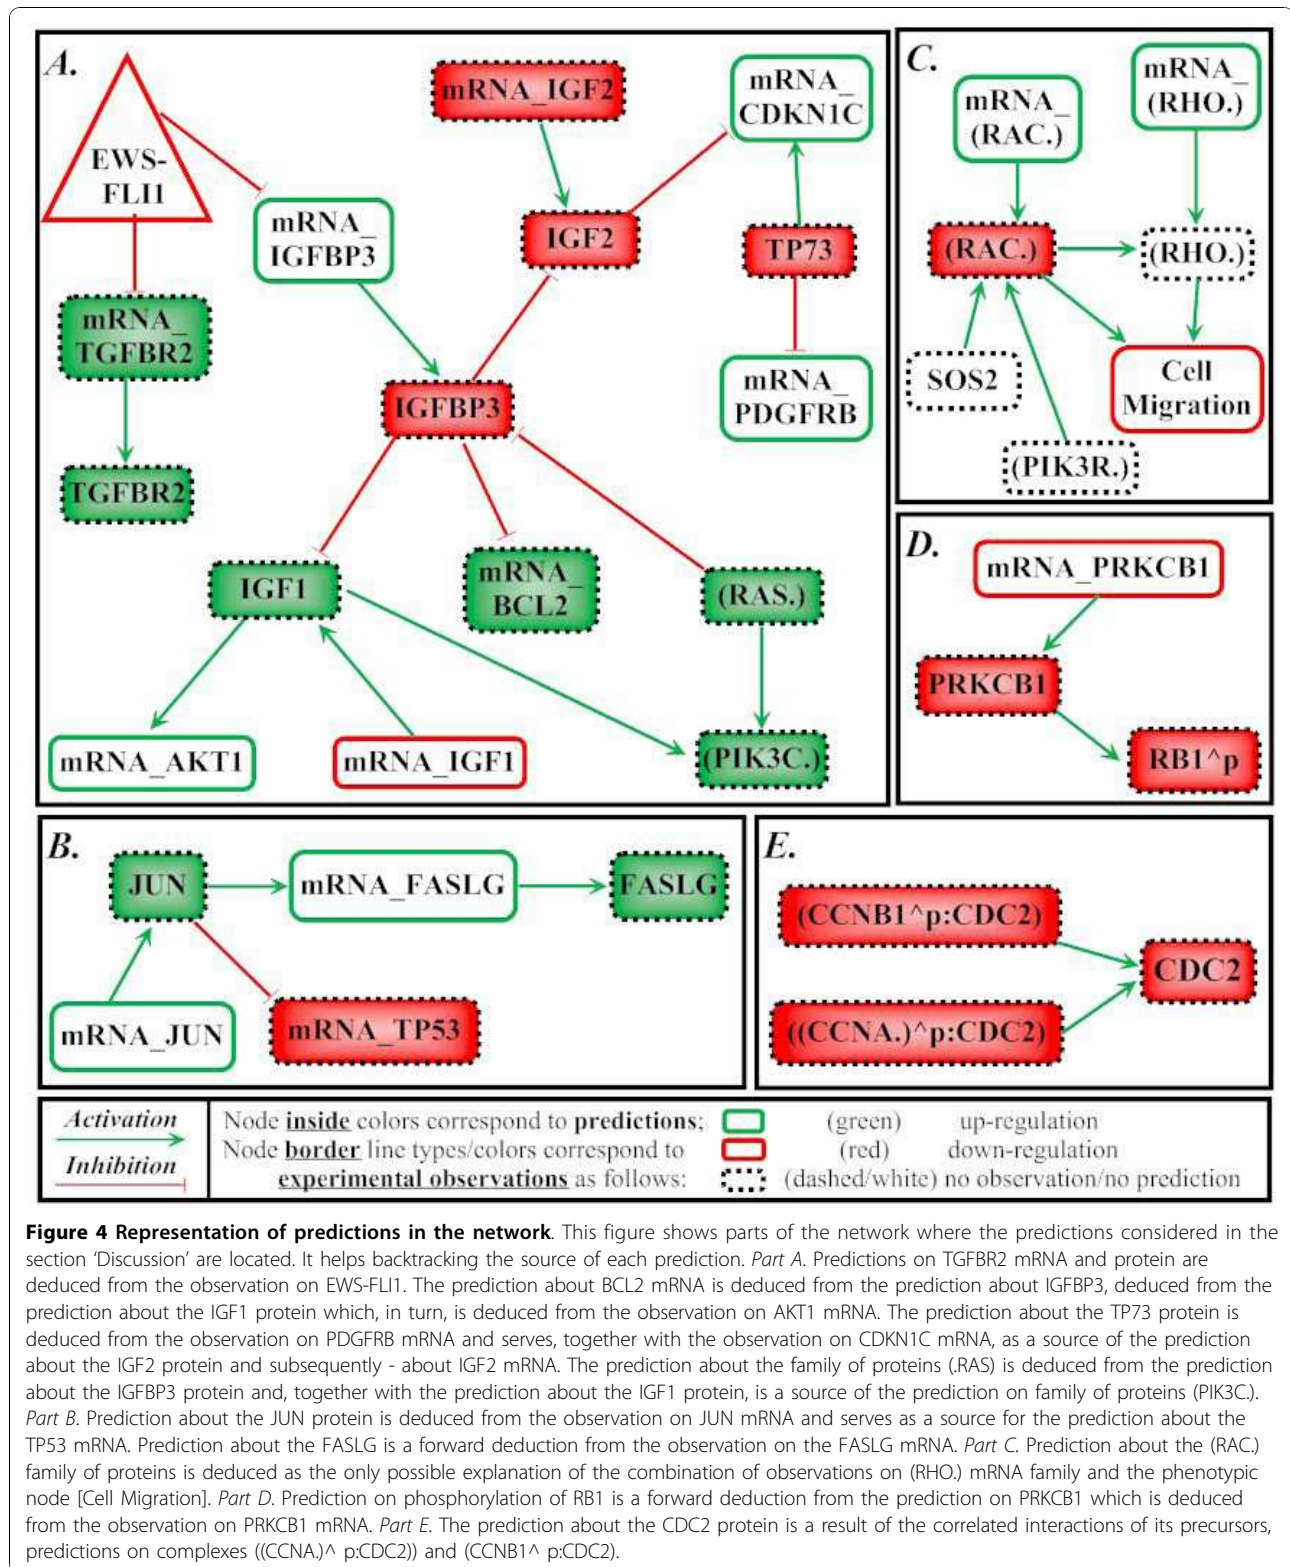 A.
EWS-
FLI1
mRNA_IGF2
mRNA_
CDKN1C
mRNA_
IGFBP3
IGF2
TP73
mRNA_
TGFBR2
mRNA_
PDGFRB
IGFBP3
TGFBR2
IGF1
mRNA_
BCL2
(RAS.)
mRNA_AKT1
mRNA_IGF1
(PIK3C.)
C.
mRNA_
(RAC.)
mRNA_
(RHO.)
(RAC.)
(RHO.)
SOS2
Cell
Migration
(PIK3R.)
D.
mRNA_PRKCB1
PRKCB1
RB1^p
B.
JUN
mRNA_FASLG
FASLG
mRNA_JUN
mRNA_TP53
E.
(CCNB1^p:CDC2)
CDC2
((CCNA.)^p:CDC2)
Activation
Inhibition
Node inside colors correspond to predictions; (green) up-regulation
Node border line types/colors correspond to (red) down-regulation
experimental observations as follows: (dashed/white) no observation/no prediction
Figure 4 Representation of predictions in the network. This figure shows parts of the network where the predictions considered in the
section 'Discussion' are located. It helps backtracking the source of each prediction. Part A. Predictions on TGFBR2 mRNA and protein are
deduced from the observation on EWS-FLI1. The prediction about BCL2 mRNA is deduced from the prediction about IGFBP3, deduced from the
prediction about the IGF1 protein which, in turn, is deduced from the observation on AKT1 mRNA. The prediction about the TP73 protein is
deduced from the observation on PDGFRB mRNA and serves, together with the observation on CDKN1C mRNA, as a source of the prediction
about the IGF2 protein and subsequently - about IGF2 mRNA. The prediction about the family of proteins (.RAS) is deduced from the prediction
about the IGFBP3 protein and, together with the prediction about the IGF1 protein, is a source of the prediction on family of proteins (PIK3C.).
Part B. Prediction about the JUN protein is deduced from the observation on JUN mRNA and serves as a source for the prediction about the
TP53 mRNA. Prediction about the FASLG is a forward deduction from the observation on the FASLG mRNA. Part C. Prediction about the (RAC.)
family of proteins is deduced as the only possible explanation of the combination of observations on (RHO.) mRNA family and the phenotypic
node [Cell Migration]. Part D. Prediction on phosphorylation of RB1 is a forward deduction from the prediction on PRKCB1 which is deduced
from the observation on PRKCB1 mRNA. Part E. The prediction about the CDC2 protein is a result of the correlated interactions of its precursors,
predictions on complexes ((CCNA.)^ p:CDC2)) and (CCNB1^ p:CDC2).